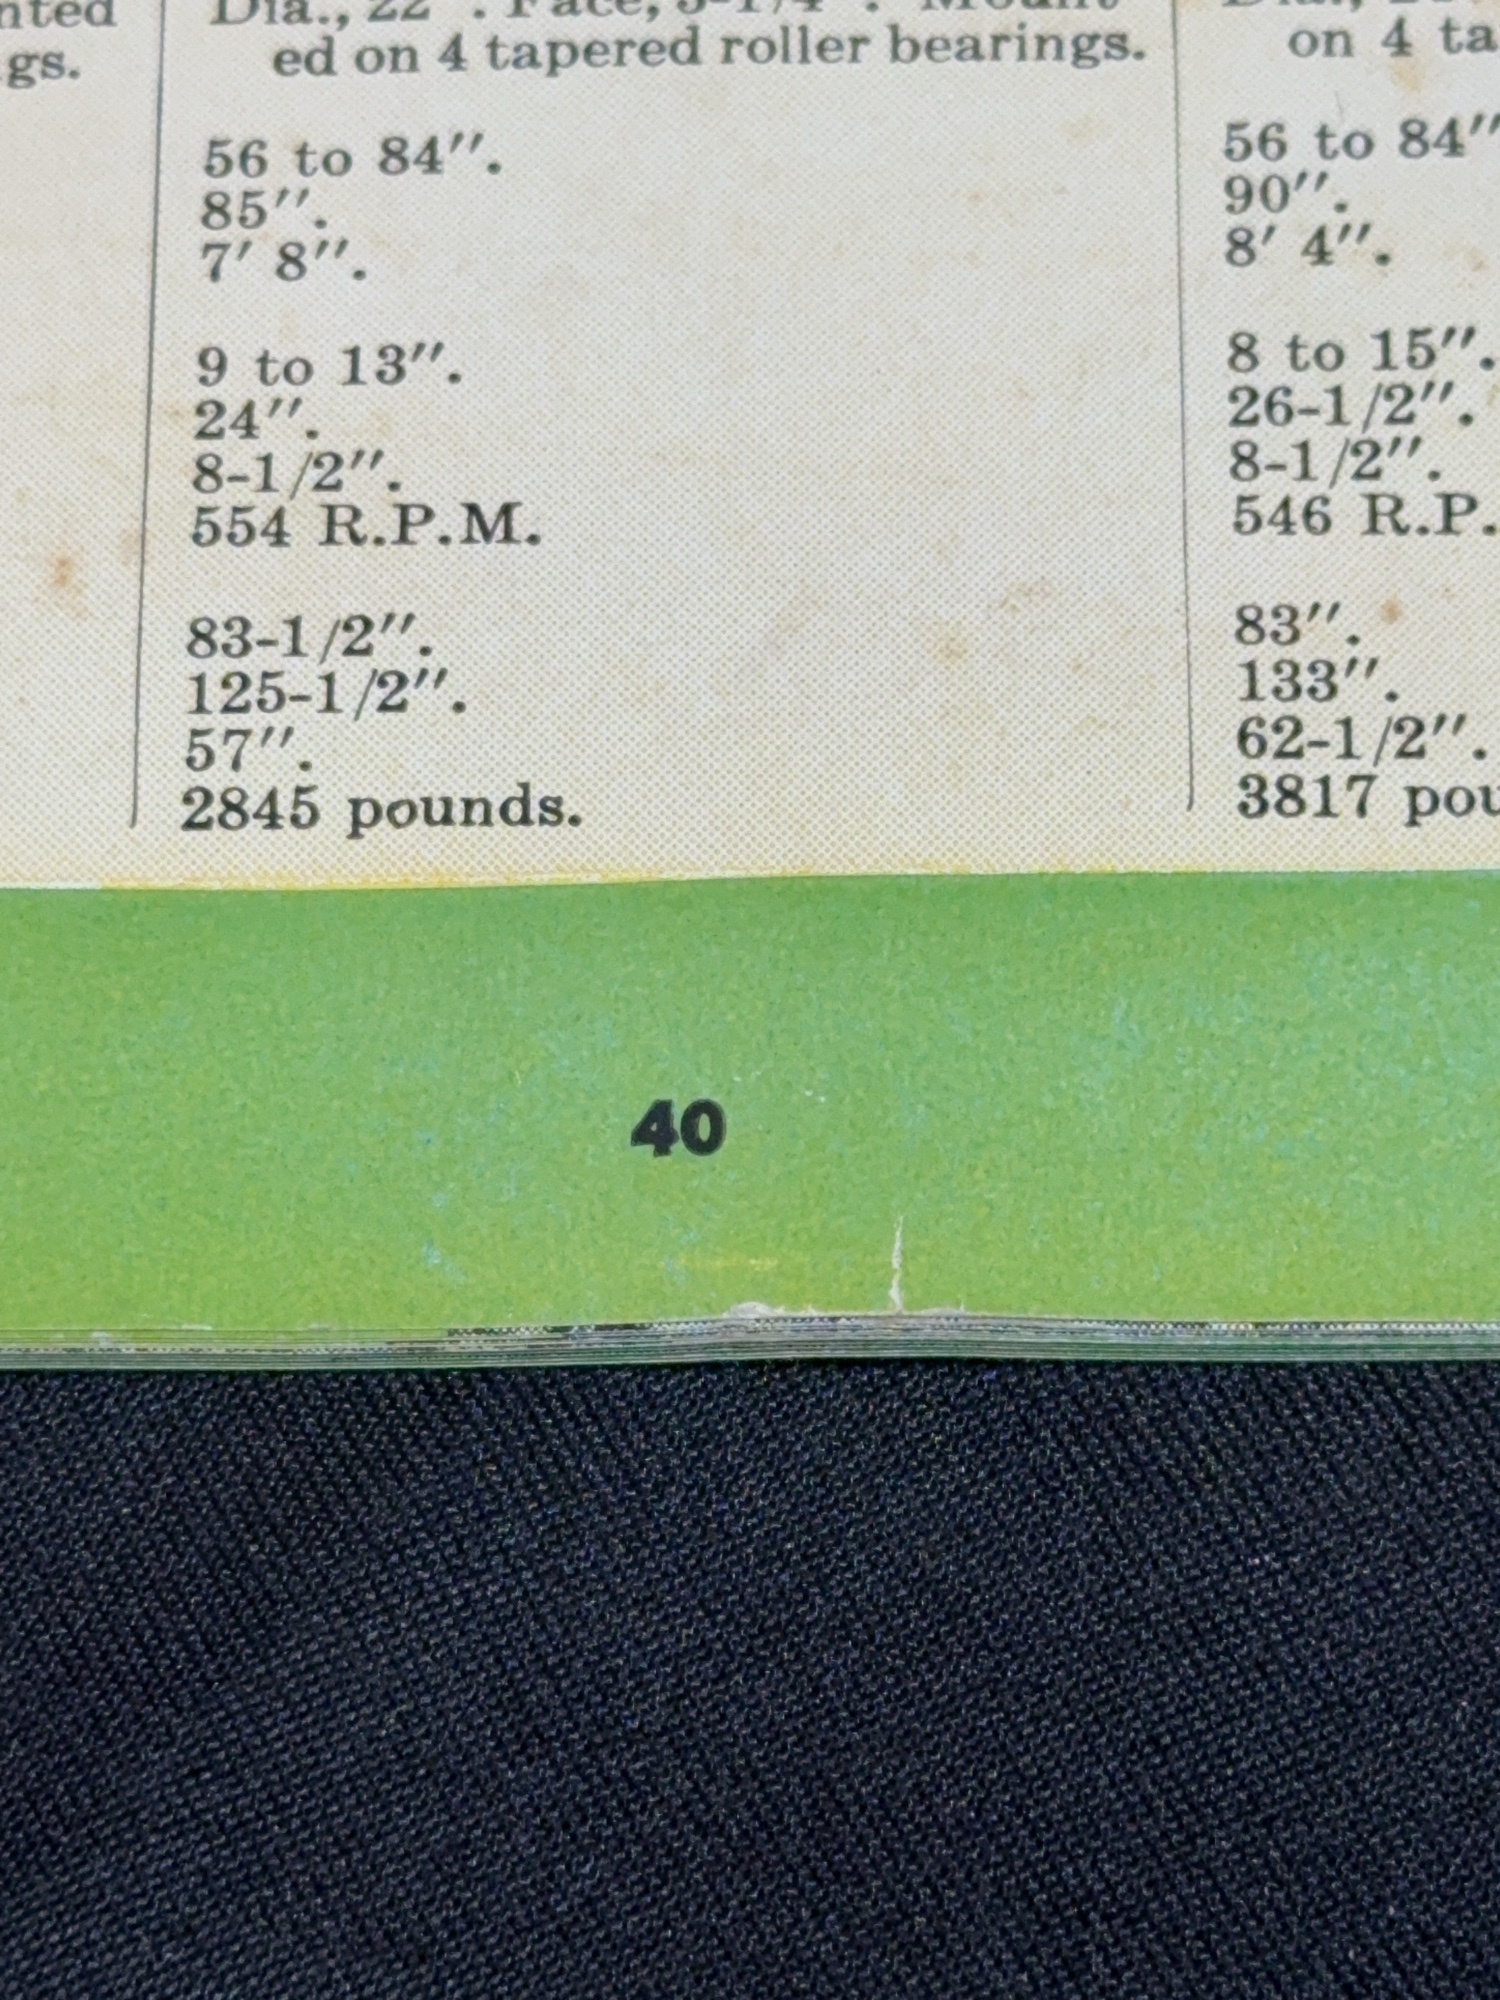 gs.
ed on 4 tapered roller bearings.
56 to 84″.
85″.
7′ 8″.
9 to 13″.
24″.
8-1/2″.
554 R.P.M.
83-1/2″.
125-1/2″.
57″.
2845 pounds.
on 4 ta
56 to 84″
90″.
8′ 4″.
8 to 15″.
26-1/2″.
8-1/2″.
546 R.P.
83″.
133″.
62-1/2″.
3817 pou
40